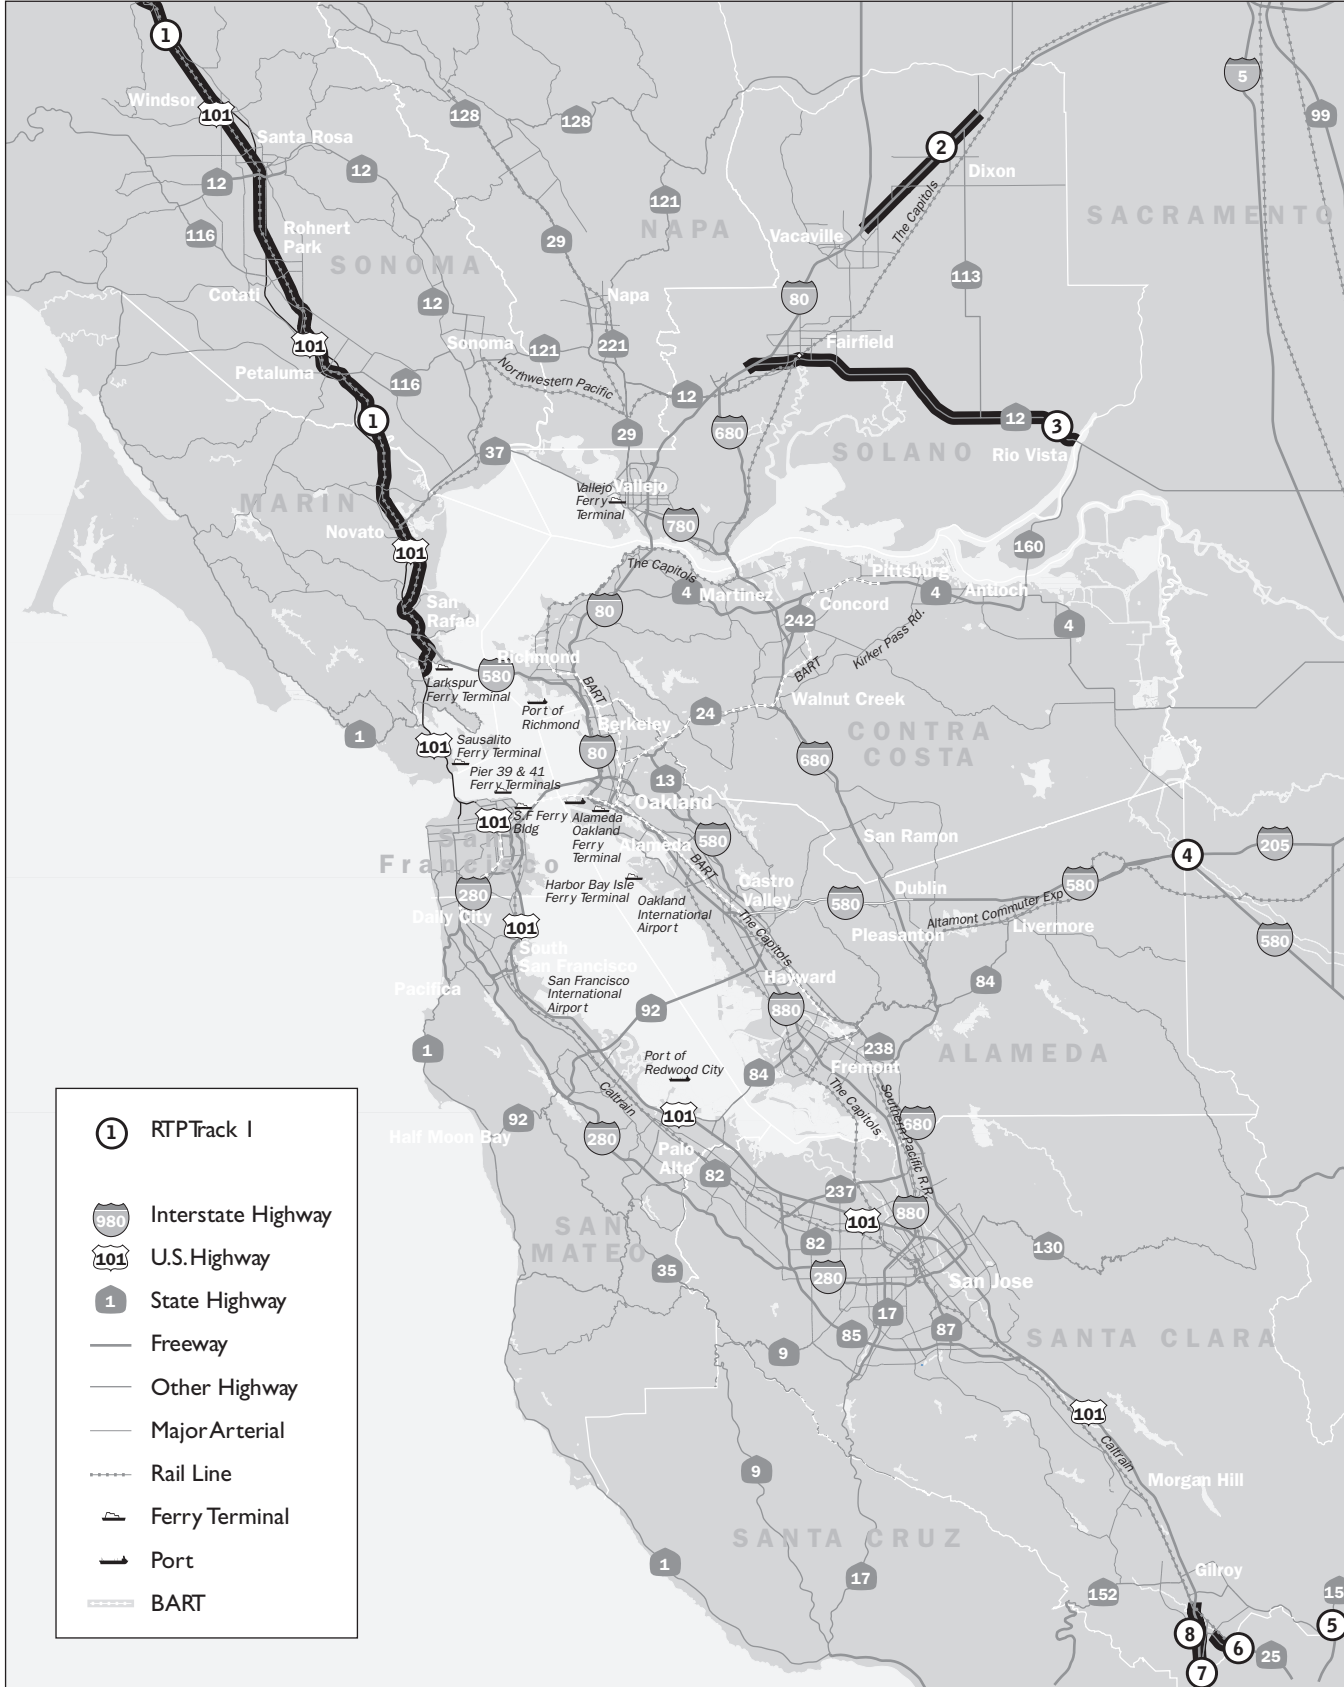 1
Windsor
101
Santa Rosa
128
128
5
99
2
Dixon
12
12
116
121
SACRAMENTO
NAPA
Rohnert
Park
29
Vacaville
The Capitols
SONOMA
Cotati
12
Napa
80
113
101
Sonoma
121
221
Fairfield
Petaluma
116
Northwestern Pacific
12
1
29
680
12
3
37
SOLANO
Rio Vista
MARIN
Vallejo
Vallejo
Ferry
Terminal
Novato
780
101
160
The Capitols
Pittsburg
4
Martinez
4
Antioch
San
Rafael
80
Concord
242
4
Kirker Pass Rd.
Richmond
580
BART
BART
Larkspur
Ferry Terminal
Walnut Creek
Port of
Richmond
24
Berkeley
CONTRA
COSTA
1
101
Sausalito
Ferry Terminal
80
680
Pier 39 & 41
Ferry Terminals
13
Oakland
101
S.F Ferry
Bldg
Alameda
Oakland
Ferry
Terminal
San
Francisco
Alameda
580
San Ramon
4
205
BART
280
Harbor Bay Isle
Ferry Terminal
Castro
Valley
Dublin
580
580
Daly City
Oakland
International
Airport
Altamont Commuter Exp
Livermore
101
The Capitols
Pleasanton
580
South
San Francisco
Hayward
San Francisco
International
Airport
84
Pacifica
92
880
1
238
ALAMEDA
Port of
Redwood City
84
Fremont
Caltrain
101
The Capitols
Southern Pacific R.R.
680
92
Half Moon Bay
280
Palo
Alto
82
237
101
880
SAN
MATEO
82
130
35
280
San Jose
17
85
87
SANTA CLARA
9
101
Caltrain
9
Morgan Hill
SANTA CRUZ
1
17
Gilroy
152
15
8
6
5
25
7
1
RTP Track 1
980
Interstate Highway
101
U.S. Highway
1
State Highway
Freeway
Other Highway
Major Arterial
Rail Line
Ferry Terminal
Port
BART